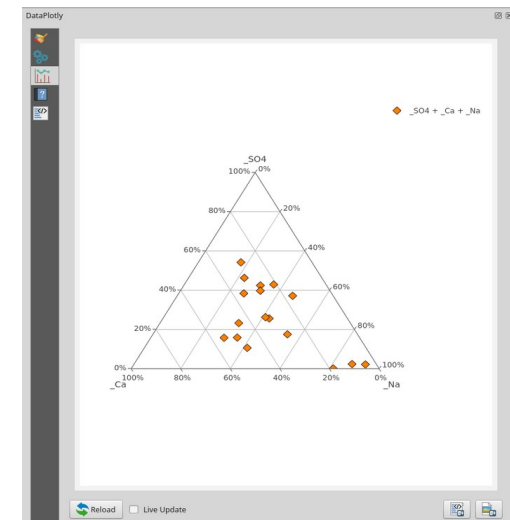 DataPlotly
_SO4 + _Ca + _Na
_SO4
100% 0%
80% 20%
60% 40%
40% 60%
20% 80%
0% 100%
100% 80% 60% 40% 20% 0%
_Ca _Na
Reload Live Update